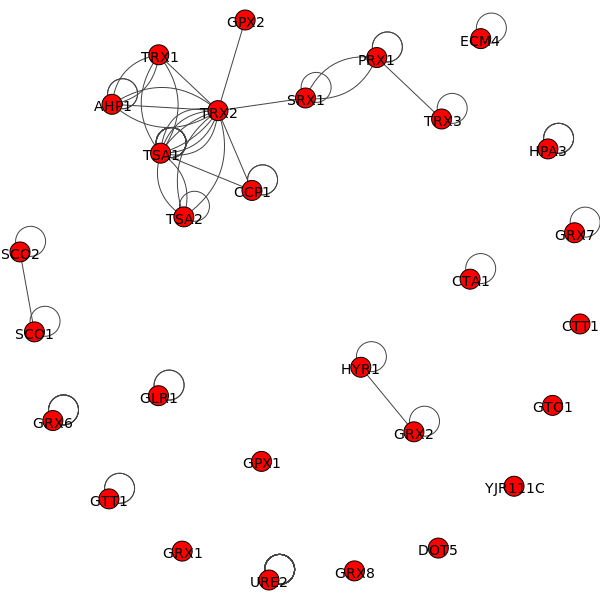 GPX2
ECM4
TRX1
PRX1
AHP1
SRX1
TRX2
TRX3
HPA3
TSA1
CCP1
TSA2
GRX7
SCO2
CTA1
CTT1
SCO1
HYR1
GLR1
GTO1
GRX6
GRX2
GPX1
YJR111C
GTT1
GRX1
DOT5
GRX8
URE2